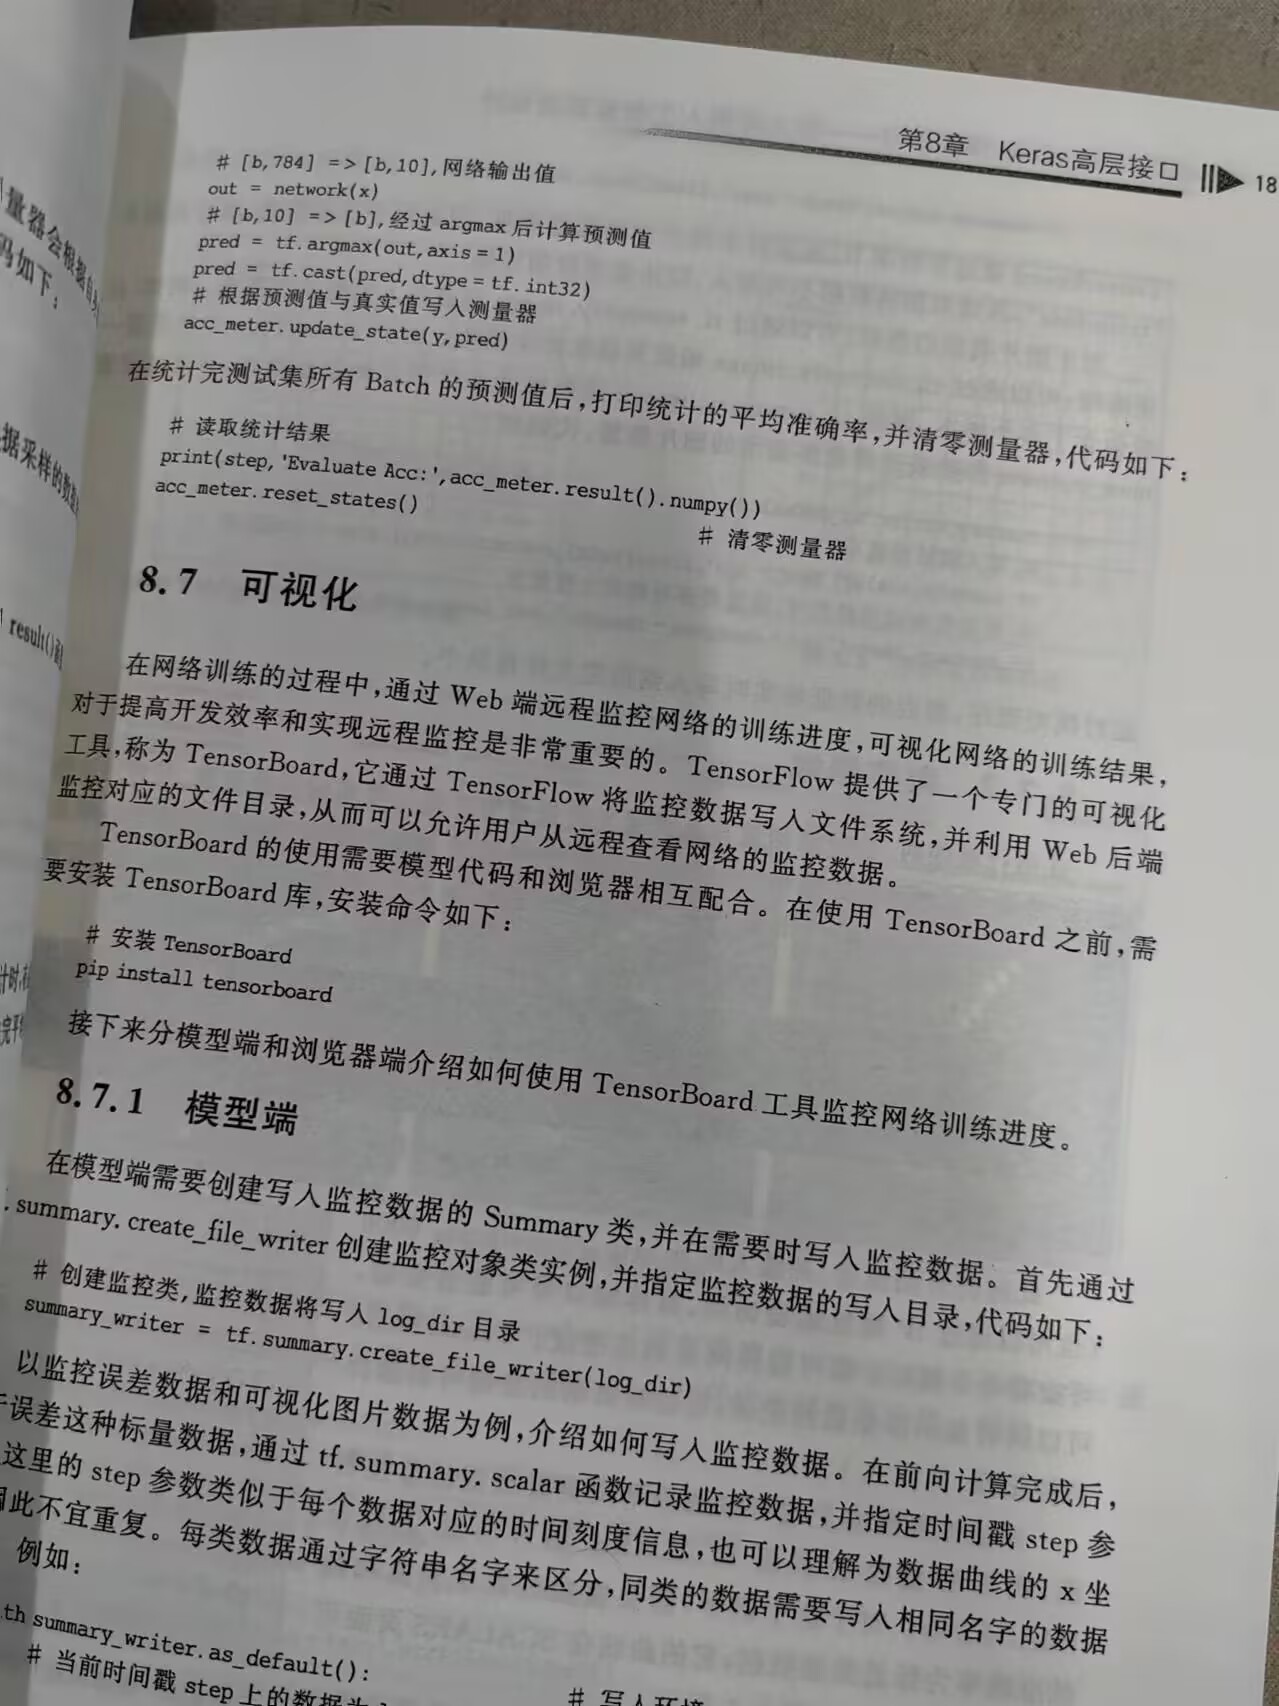 第8章 Keras高层接口 18
# [b,784] => [b,10],网络输出值
out = network(x)
# [b,10] => [b],经过 argmax 后计算预测值
pred = tf.argmax(out,axis = 1)
pred = tf.cast(pred,dtype = tf.int32)
# 根据预测值与真实值写入测量器
acc_meter.update_state(y,pred)
在统计完测试集所有 Batch 的预测值后,打印统计的平均准确率,并清零测量器,代码如下:
# 读取统计结果
print(step,'Evaluate Acc:',acc_meter.result().numpy())
acc_meter.reset_states() # 清零测量器
8.7 可视化
在网络训练的过程中,通过 Web 端远程监控网络的训练进度,可视化网络的训练结果,
对于提高开发效率和实现远程监控是非常重要的。TensorFlow 提供了一个专门的可视化
工具,称为 TensorBoard,它通过 TensorFlow 将监控数据写入文件系统,并利用 Web 后端
监控对应的文件目录,从而可以允许用户从远程查看网络的监控数据。
TensorBoard 的使用需要模型代码和浏览器相互配合。在使用 TensorBoard 之前,需
要安装 TensorBoard 库,安装命令如下:
# 安装 TensorBoard
pip install tensorboard
接下来分模型端和浏览器端介绍如何使用 TensorBoard 工具监控网络训练进度。
8.7.1 模型端
在模型端需要创建写入监控数据的 Summary 类,并在需要时写入监控数据。首先通过
. summary. create_file_writer 创建监控对象类实例,并指定监控数据的写入目录,代码如下:
# 创建监控类,监控数据将写入 log_dir 目录
summary_writer = tf.summary.create_file_writer(log_dir)
以监控误差数据和可视化图片数据为例,介绍如何写入监控数据。在前向计算完成后,
误差这种标量数据,通过 tf. summary. scalar 函数记录监控数据,并指定时间戳 step 参
这里的 step 参数类似于每个数据对应的时间刻度信息,也可以理解为数据曲线的 x 坐
因此不宜重复。每类数据通过字符串名字来区分,同类的数据需要写入相同名字的数据
例如:
th summary_writer.as_default(): # 写入环境
# 当前时间戳 step 上的数据为